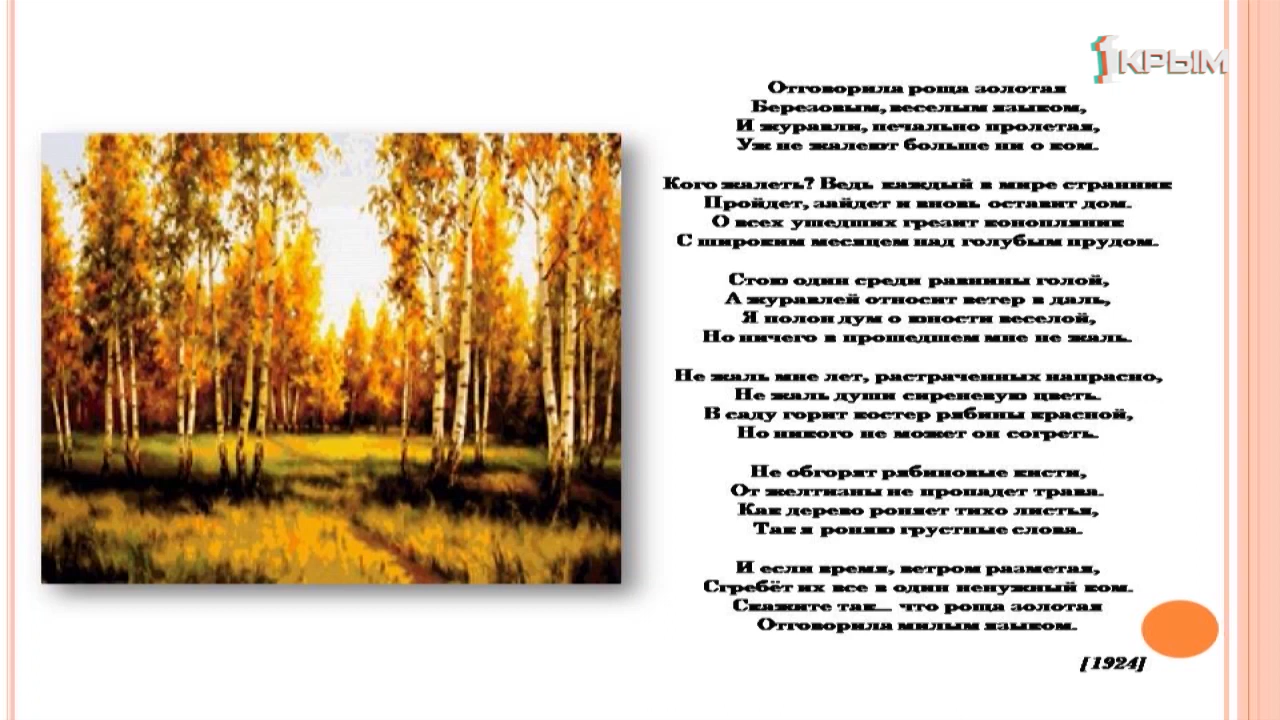 1КРЫМ
Отговорила роща золотая
Березовым, веселым языком,
И журавли, печально пролетая,
Уж не жалеют больше ни о ком.
Кого жалеть? Ведь каждый в мире странник
Пройдет, зайдет и вновь оставит дом.
О всех ушедших грезит конопляник
С широким месяцем над голубым прудом.
Стою один среди равнины голой,
А журавлей относит ветер в даль,
Я полон дум о юности веселой,
Но ничего в прошедшем мне не жаль.
Не жаль мне лет, растраченных напрасно,
Не жаль души сиреневую цветь.
В саду горит костер рябины красной,
Но никого не может он согреть.
Не обгорят рябиновые кисти,
От желтизны не пропадет трава.
Как дерево роняет тихо листья,
Так я роняю грустные слова.
И если время, ветром разметая,
Сгребёт их все в один ненужный ком.
Скажите так... что роща золотая
Отговорила милым языком.
[1924]